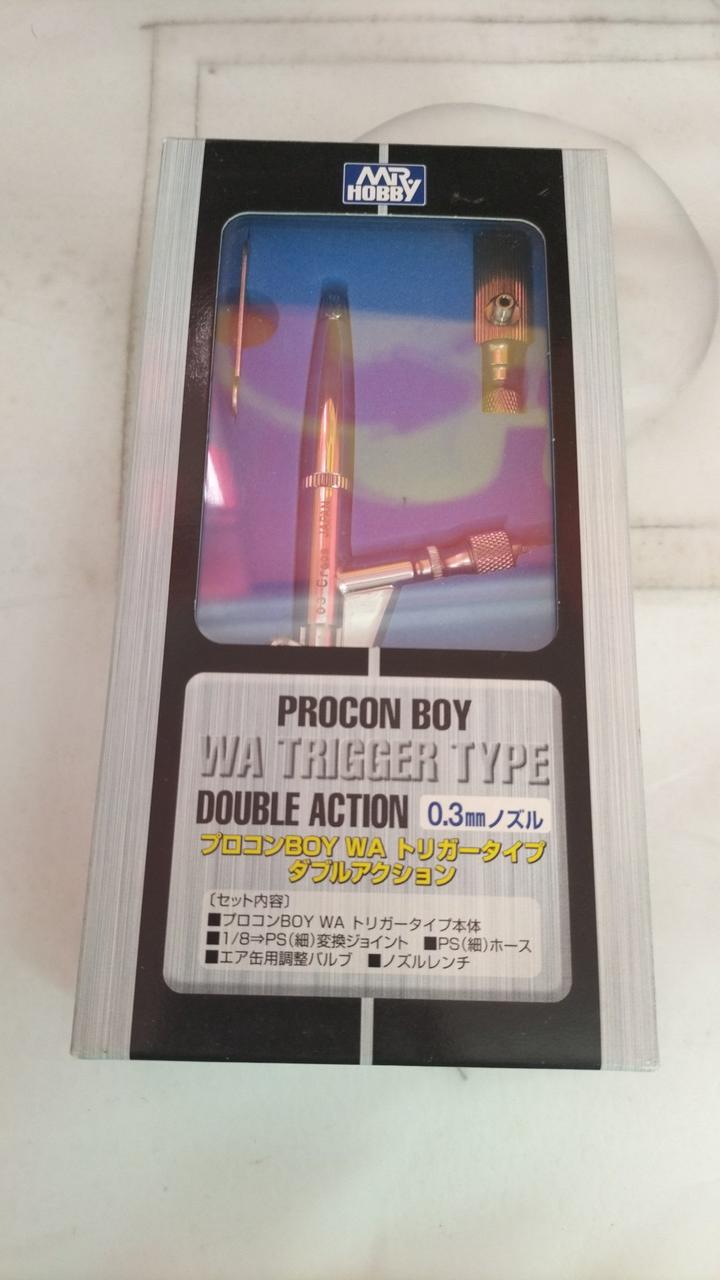 MR.
HOBBY
03 Creos JAPAN
PROCON BOY
WA TRIGGER TYPE
DOUBLE ACTION 0.3mmノズル
プロコンBOY WA トリガータイプ
ダブルアクション
〔セット内容〕
■プロコンBOY WA トリガータイプ本体
■1/8⇒PS(細)変換ジョイント ■PS(細)ホース
■エア缶用調整バルブ ■ノズルレンチ